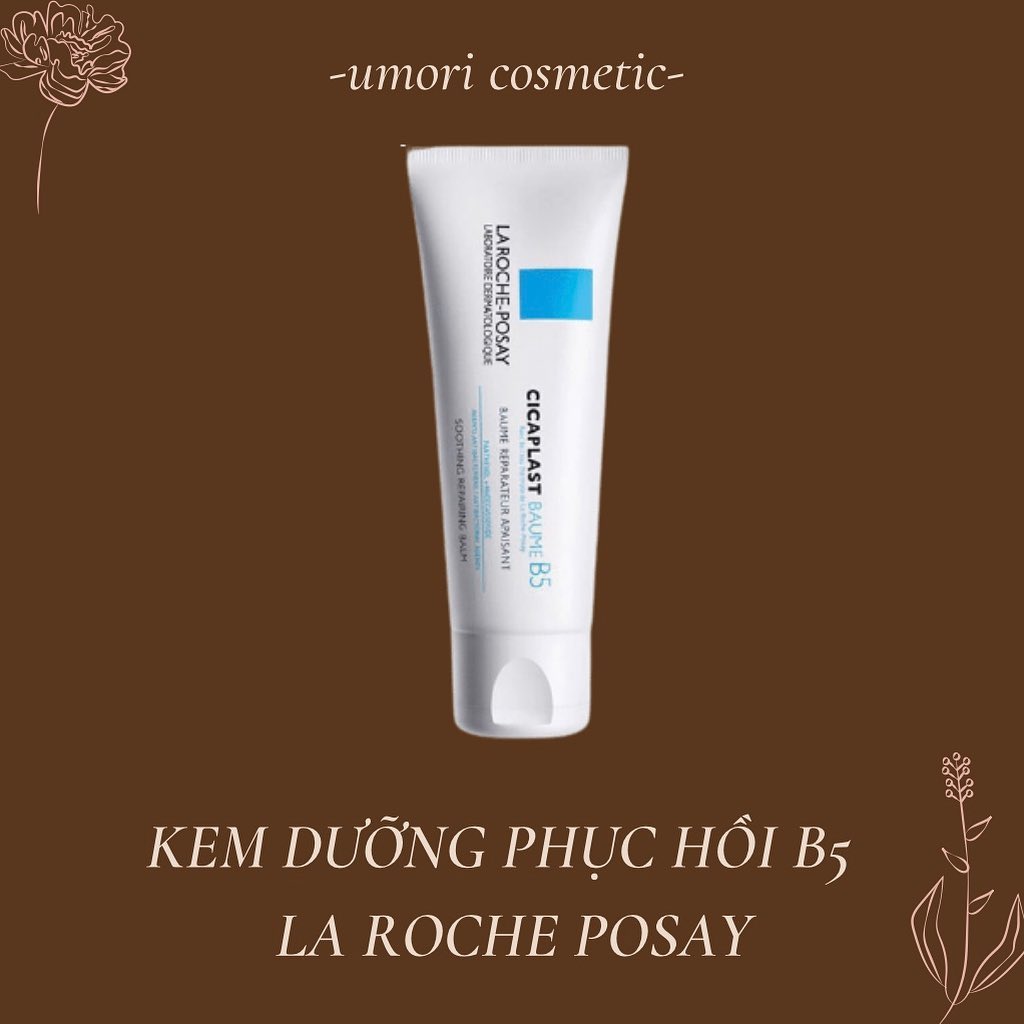 -umori cosmetic-
LA ROCHE-POSAY
LABORATOIRE DERMATOLOGIQUE
CICAPLAST BAUME B5
BAUME RÉPARATEUR APAISANT
SOOTHING REPAIRING BALM
KEM DƯỠNG PHỤC HỒI B5
LA ROCHE POSAY